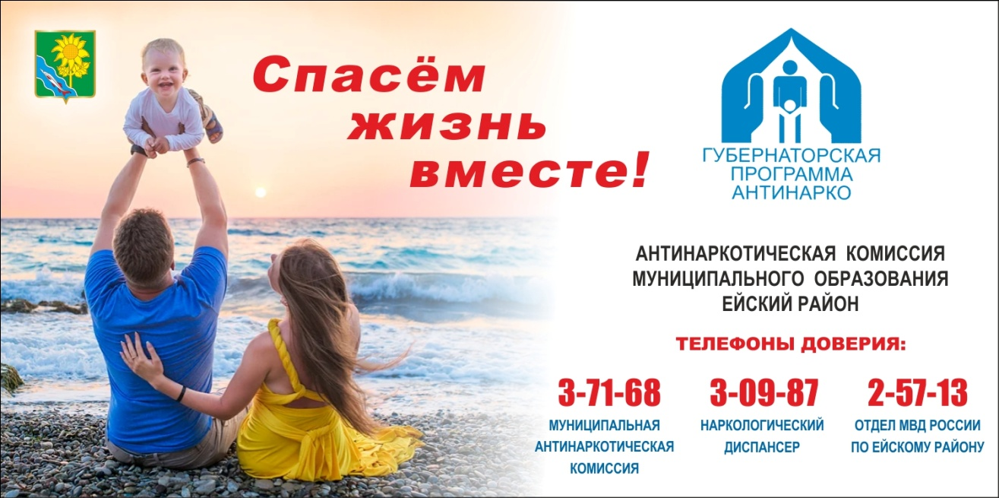 Спасём
жизнь
вместе!
ГУБЕРНАТОРСКАЯ
ПРОГРАММА
АНТИНАРКО
АНТИНАРКОТИЧЕСКАЯ КОМИССИЯ
МУНИЦИПАЛЬНОГО ОБРАЗОВАНИЯ
ЕЙСКИЙ РАЙОН
ТЕЛЕФОНЫ ДОВЕРИЯ:
3-71-68
МУНИЦИПАЛЬНАЯ
АНТИНАРКОТИЧЕСКАЯ
КОМИССИЯ
3-09-87
НАРКОЛОГИЧЕСКИЙ
ДИСПАНСЕР
2-57-13
ОТДЕЛ МВД РОССИИ
ПО ЕЙСКОМУ РАЙОНУ